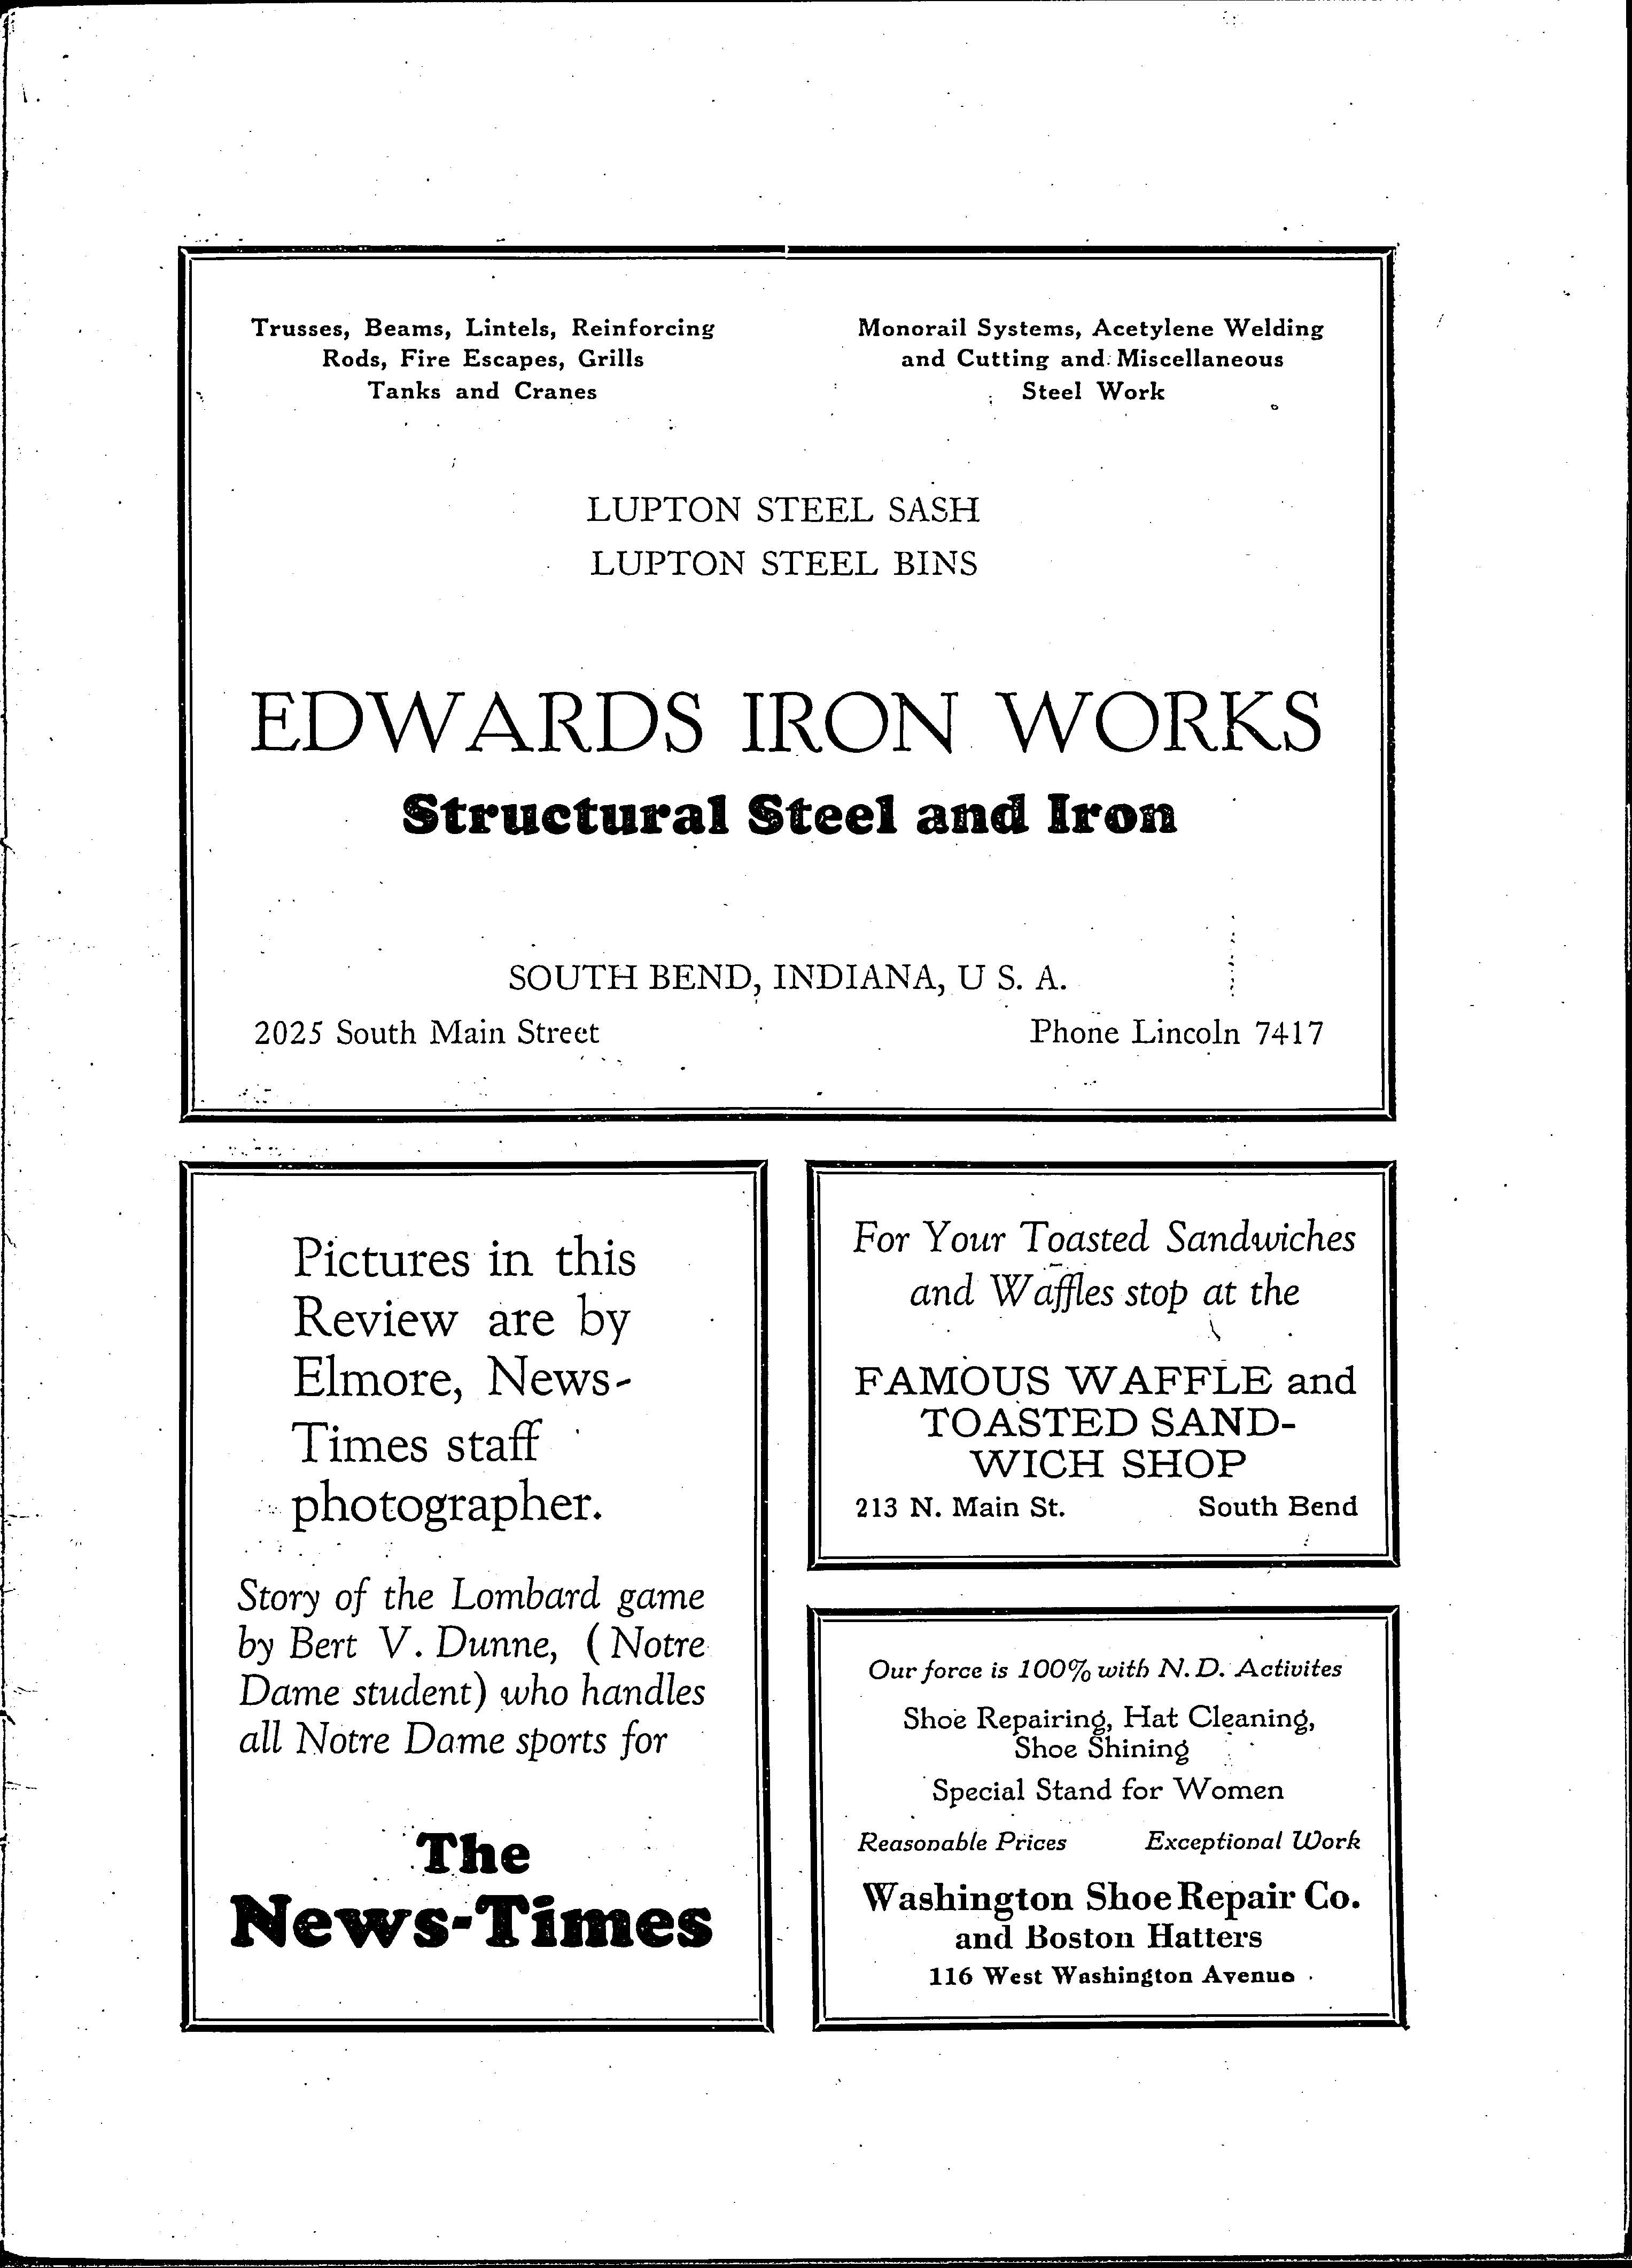 Trusses, Beams, Lintels, Reinforcing
Rods, Fire Escapes, Grills
Tanks and Cranes
Monorail Systems, Acetylene Welding
and Cutting and Miscellaneous
Steel Work
LUPTON STEEL SASH
LUPTON STEEL BINS
EDWARDS IRON WORKS
Structural Steel and Iron
SOUTH BEND, INDIANA, U S. A.
2025 South Main Street
Phone Lincoln 7417
Pictures in this
Review are by
Elmore, News-
Times staff
photographer.
Story of the Lombard game
by Bert V. Dunne, (Notre
Dame student) who handles
all Notre Dame sports for
The
News-Times
For Your Toasted Sandwiches
and Waffles stop at the
FAMOUS WAFFLE and
TOASTED SAND-
WICH SHOP
213 N. Main St. South Bend
Our force is 100% with N. D. Activites
Shoe Repairing, Hat Cleaning,
Shoe Shining
Special Stand for Women
Reasonable Prices Exceptional Work
Washington Shoe Repair Co.
and Boston Hatters
116 West Washington Avenue